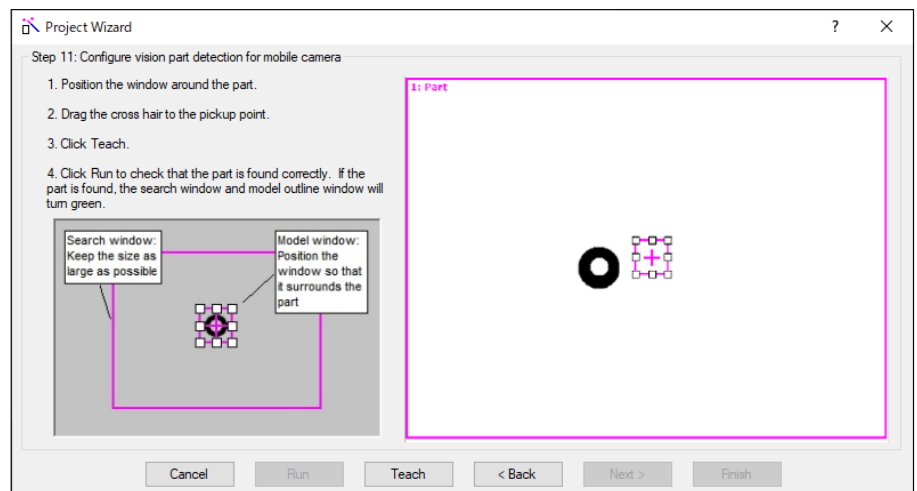 Project Wizard
?
Step 11: Configure vision part detection for mobile camera
1. Position the window around the part.
2. Drag the cross hair to the pickup point.
3. Click Teach.
4. Click Run to check that the part is found correctly. If the
part is found, the search window and model outline window will
turn green.
Search window:
Keep the size as
large as possible
Model window:
Position the
window so that
it surrounds the
part
1: Part
Cancel
Run
Teach
< Back
Next >
Finish